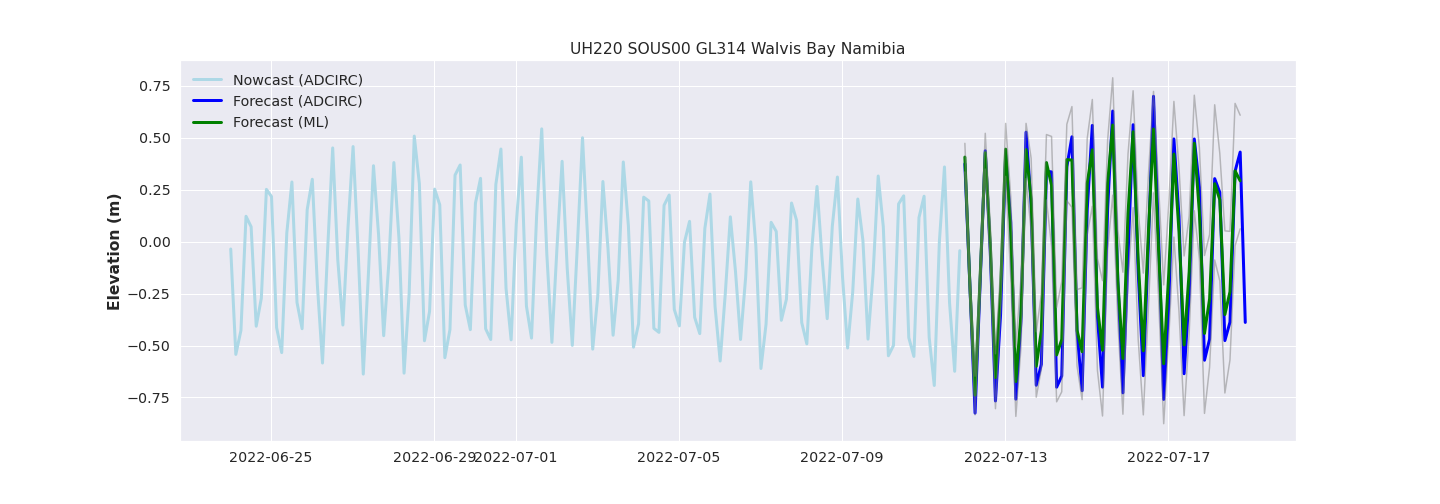 UH220 SOUS00 GL314 Walvis Bay Namibia
Nowcast (ADCIRC)
Forecast (ADCIRC)
Forecast (ML)
Elevation (m)
0.75
0.50
0.25
0.00
−0.25
−0.50
−0.75
2022-06-25
2022-06-29
2022-07-01
2022-07-05
2022-07-09
2022-07-13
2022-07-17